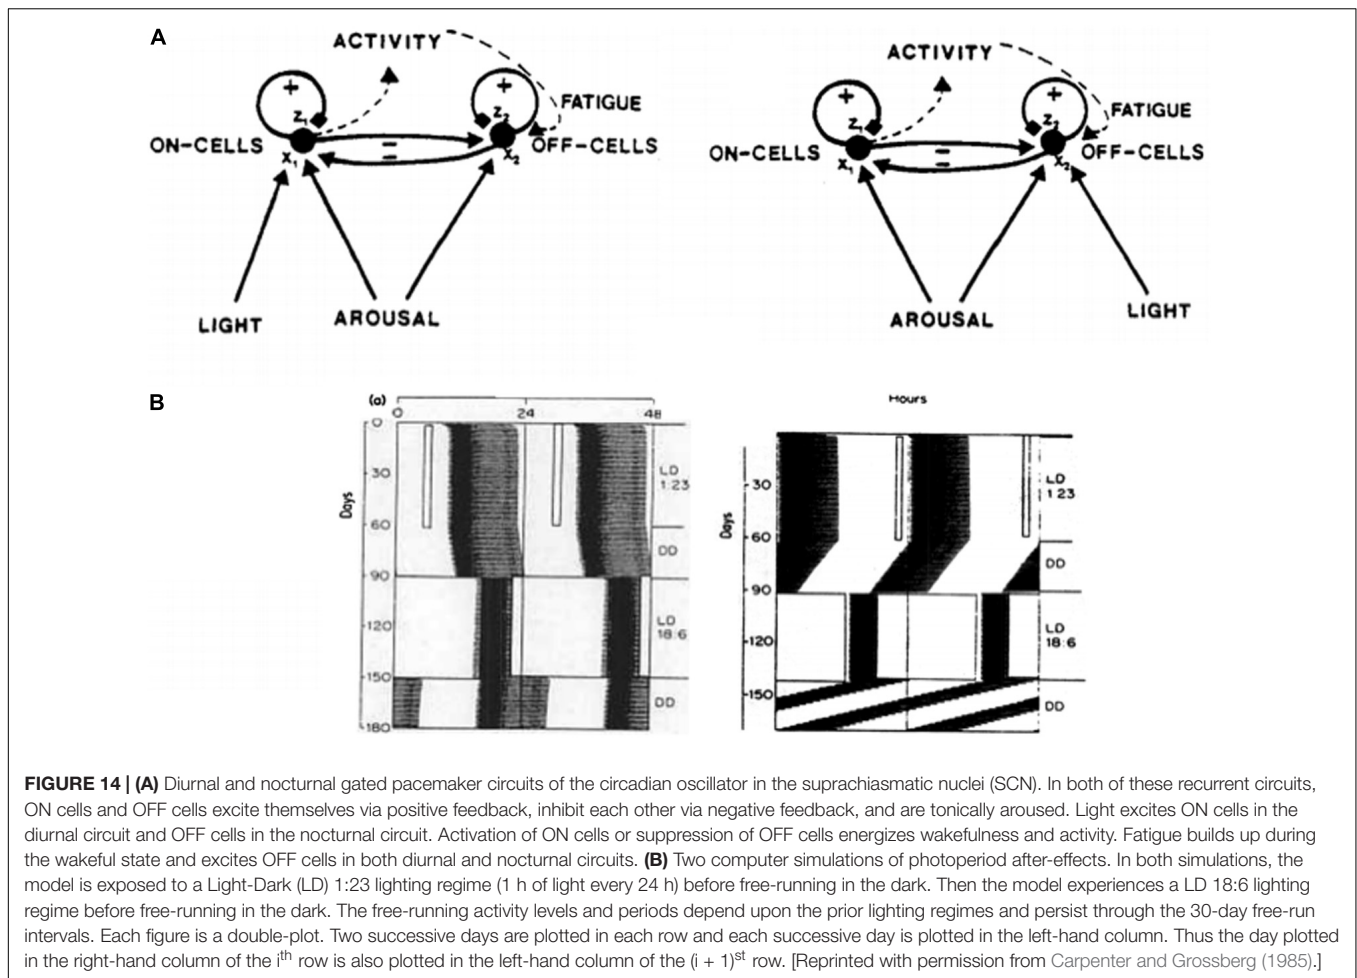 A
ACTIVITY
+
+
Z1
Z2
FATIGUE
ON-CELLS
−
−
OFF-CELLS
X1
X2
LIGHT
AROUSAL
ACTIVITY
+
+
Z1
Z2
FATIGUE
ON-CELLS
−
−
OFF-CELLS
X1
X2
AROUSAL
LIGHT
B
(a)
0
24
48
0
30
60
90
120
150
180
Days
LD
1:23
DD
LD
18:6
DD
Hours
30
60
90
120
150
Days
LD
1:23
DD
LD
18:6
DD
FIGURE 14 | (A) Diurnal and nocturnal gated pacemaker circuits of the circadian oscillator in the suprachiasmatic nuclei (SCN). In both of these recurrent circuits,
ON cells and OFF cells excite themselves via positive feedback, inhibit each other via negative feedback, and are tonically aroused. Light excites ON cells in the
diurnal circuit and OFF cells in the nocturnal circuit. Activation of ON cells or suppression of OFF cells energizes wakefulness and activity. Fatigue builds up during
the wakeful state and excites OFF cells in both diurnal and nocturnal circuits. (B) Two computer simulations of photoperiod after-effects. In both simulations, the
model is exposed to a Light-Dark (LD) 1:23 lighting regime (1 h of light every 24 h) before free-running in the dark. Then the model experiences a LD 18:6 lighting
regime before free-running in the dark. The free-running activity levels and periods depend upon the prior lighting regimes and persist through the 30-day free-run
intervals. Each figure is a double-plot. Two successive days are plotted in each row and each successive day is plotted in the left-hand column. Thus the day plotted
in the right-hand column of the ith row is also plotted in the left-hand column of the (i + 1)st row. [Reprinted with permission from Carpenter and Grossberg (1985).]